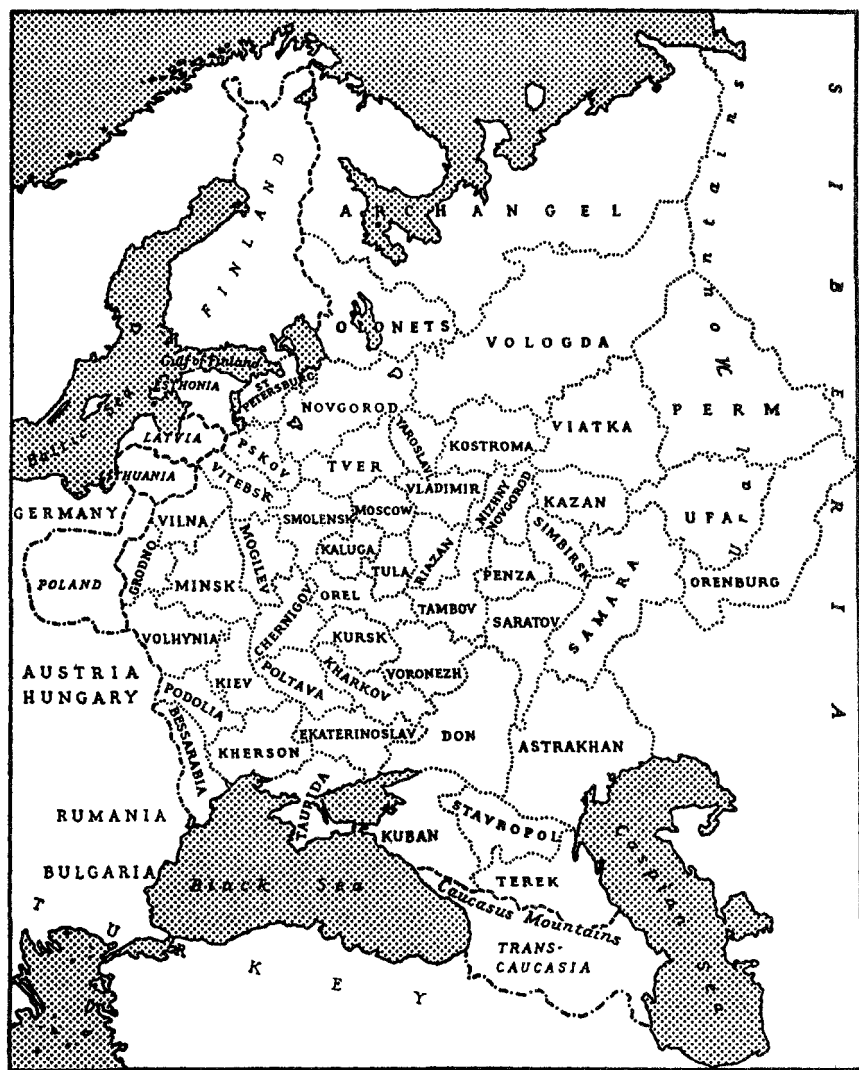 SIBERIA
Ural Mountains
ARCHANGEL
FINLAND
OLONETS
VOLOGDA
Gulf of Finland
ESTHONIA
ST PETERSBURG
Baltic Sea
PERM
NOVGOROD
YAROSLAVL
KOSTROMA
VIATKA
LATVIA
PSKOV
TVER
LITHUANIA
VITEBSK
VLADIMIR
NIZHNY
NOVGOROD
KAZAN
GERMANY
VILNA
SMOLENSK
MOSCOW
SIMBIRSK
UFA
POLAND
GRODNO
MOGILEV
KALUGA
RIAZAN
MINSK
TULA
PENZA
ORENBURG
OREL
TAMBOV
SARATOV
SAMARA
CHERNIGOV
VOLHYNIA
KURSK
AUSTRIA
HUNGARY
KIEV
POLTAVA
KHARKOV
VORONEZH
PODOLIA
BESSARABIA
KHERSON
EKATERINOSLAV
DON
ASTRAKHAN
TAURIDA
RUMANIA
KUBAN
STAVROPOL
BULGARIA
Black Sea
TEREK
Caspian Sea
Caucasus Mountains
TRANS-
CAUCASIA
TURKEY